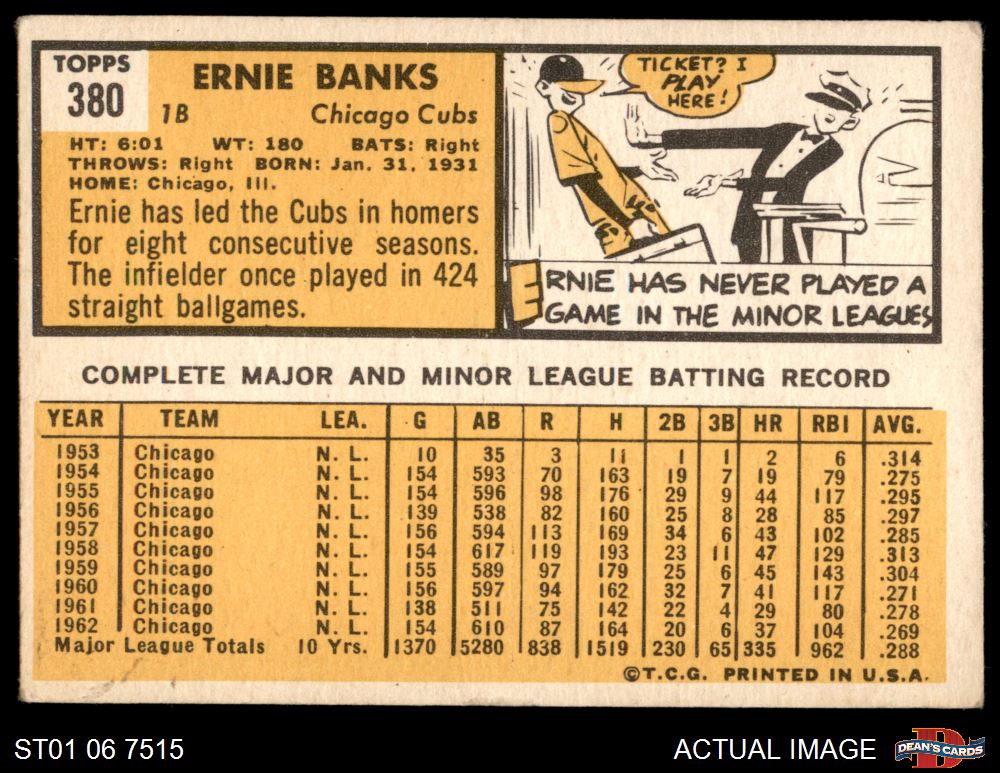 TOPPS
380
ERNIE BANKS
1B Chicago Cubs
HT: 6:01 WT: 180 BATS: Right
THROWS: Right BORN: Jan. 31, 1931
HOME: Chicago, Ill.
Ernie has led the Cubs in homers
for eight consecutive seasons.
The infielder once played in 424
straight ballgames.
TICKET? I
PLAY
HERE!
ERNIE HAS NEVER PLAYED A
GAME IN THE MINOR LEAGUES
COMPLETE MAJOR AND MINOR LEAGUE BATTING RECORD
YEAR TEAM LEA. G AB R H 2B 3B HR RBI AVG.
1953 Chicago N. L. 10 35 3 11 1 1 2 6 .314
1954 Chicago N. L. 154 593 70 163 19 7 19 79 .275
1955 Chicago N. L. 154 596 98 176 29 9 44 117 .295
1956 Chicago N. L. 139 538 82 160 25 8 28 85 .297
1957 Chicago N. L. 156 594 113 169 34 6 43 102 .285
1958 Chicago N. L. 154 617 119 193 23 11 47 129 .313
1959 Chicago N. L. 155 589 97 179 25 6 45 143 .304
1960 Chicago N. L. 156 597 94 162 32 7 41 117 .271
1961 Chicago N. L. 138 511 75 142 22 4 29 80 .278
1962 Chicago N. L. 154 610 87 164 20 6 37 104 .269
Major League Totals 10 Yrs. 1370 5280 838 1519 230 65 335 962 .288
©T.C.G. PRINTED IN U.S.A.
ST01 06 7515
ACTUAL IMAGE
D
DEAN'S CARDS